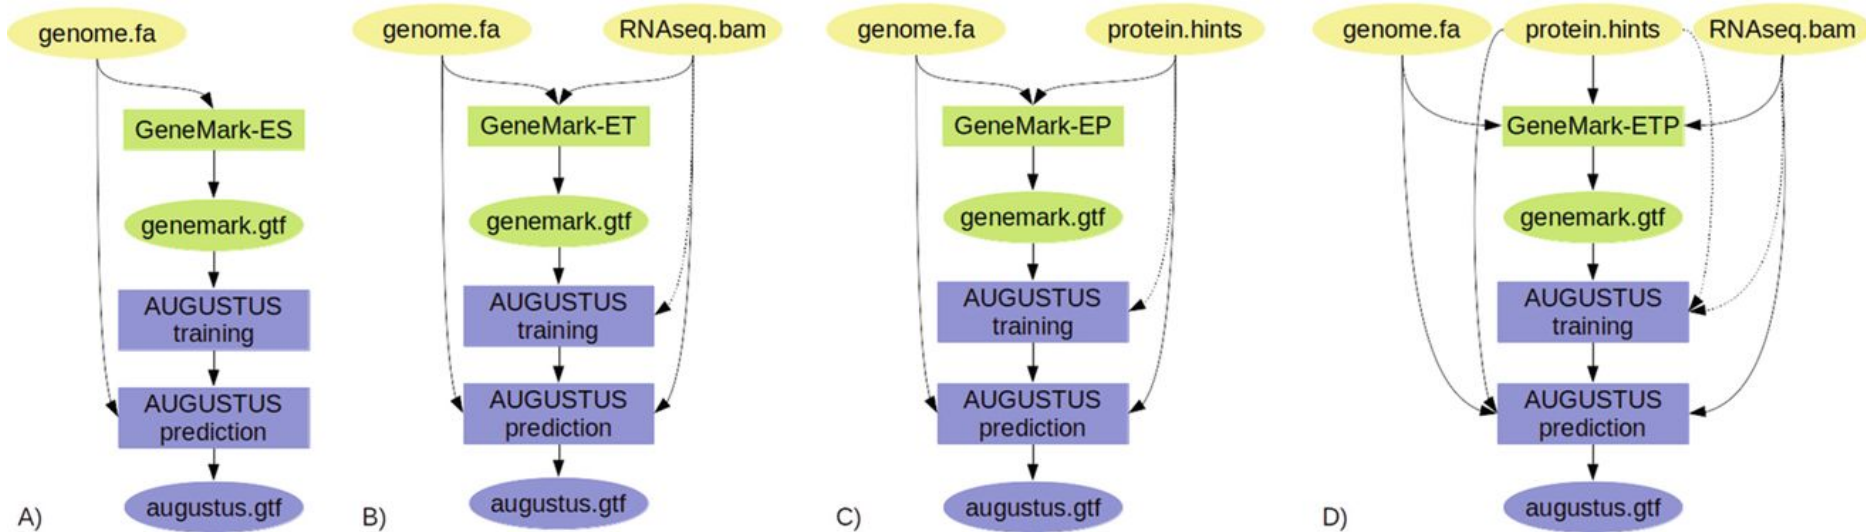 genome.fa
GeneMark-ES
genemark.gtf
AUGUSTUS
training
AUGUSTUS
prediction
augustus.gtf
A)
genome.fa
RNAseq.bam
GeneMark-ET
genemark.gtf
AUGUSTUS
training
AUGUSTUS
prediction
augustus.gtf
B)
genome.fa
protein.hints
GeneMark-EP
genemark.gtf
AUGUSTUS
training
AUGUSTUS
prediction
augustus.gtf
C)
genome.fa
protein.hints
RNAseq.bam
GeneMark-ETP
genemark.gtf
AUGUSTUS
training
AUGUSTUS
prediction
augustus.gtf
D)